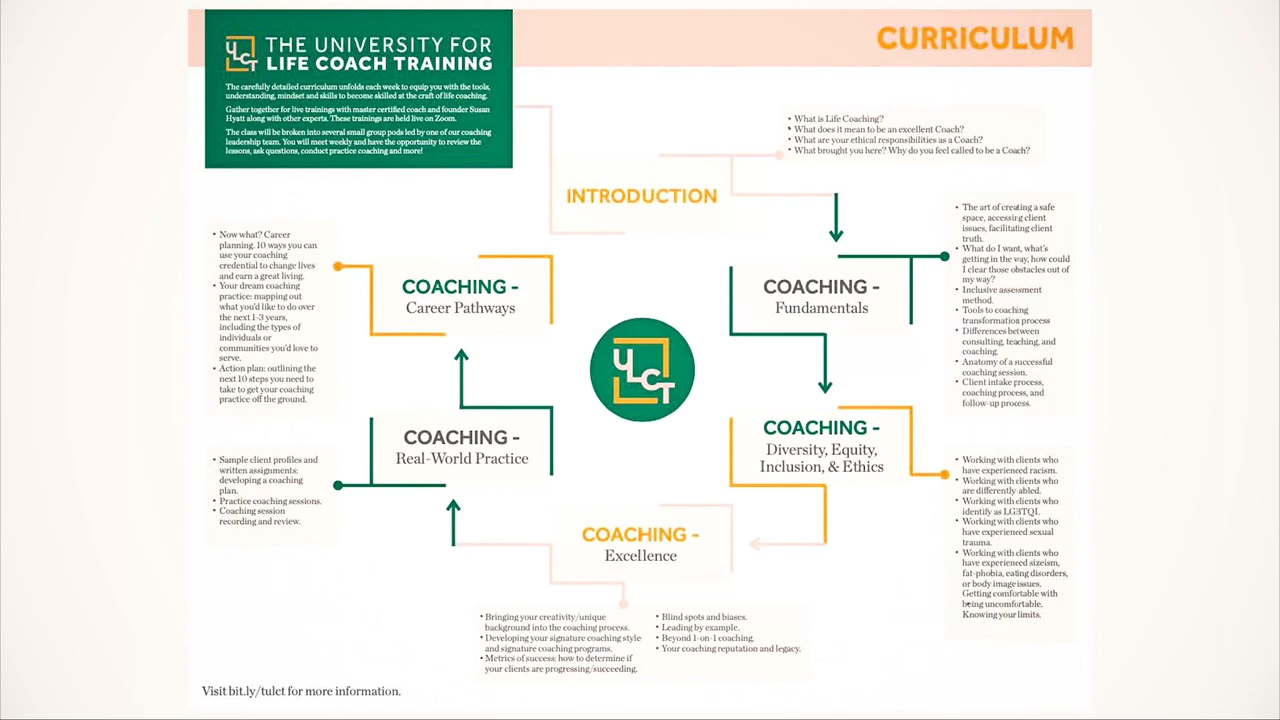 ULCT
THE UNIVERSITY FOR
LIFE COACH TRAINING
The carefully detailed curriculum unfolds each week to equip you with the tools,
understanding, mindset and skills to become skilled at the craft of life coaching.
Gather together for live trainings with master certified coach and founder Susan
Hyatt along with other experts. These trainings are held live on Zoom.
The class will be broken into several small group pods led by one of our coaching
leadership team. You will meet weekly and have the opportunity to review the
lessons, ask questions, conduct practice coaching and more!
CURRICULUM
INTRODUCTION
• What is Life Coaching?
• What does it mean to be an excellent Coach?
• What are your ethical responsibilities as a Coach?
• What brought you here? Why do you feel called to be a Coach?
COACHING -
Fundamentals
• The art of creating a safe
space, accessing client
issues, facilitating client
truth.
• What do I want, what's
getting in the way, how could
I clear those obstacles out of
my way?
• Inclusive assessment
method.
• Tools to coaching
transformation process
• Differences between
consulting, teaching, and
coaching.
• Anatomy of a successful
coaching session.
• Client intake process,
coaching process, and
follow-up process.
COACHING -
Diversity, Equity,
Inclusion, & Ethics
• Working with clients who
have experienced racism.
• Working with clients who
are differently abled.
• Working with clients who
identify as LGBTQI.
• Working with clients who
have experienced sexual
trauma.
• Working with clients who
have experienced sizeism,
fat-phobia, eating disorders,
or body image issues.
Getting comfortable with
being uncomfortable.
Knowing your limits.
COACHING -
Excellence
• Bringing your creativity/unique
background into the coaching process.
• Developing your signature coaching style
and signature coaching programs.
• Metrics of success: how to determine if
your clients are progressing/succeeding.
• Blind spots and biases.
• Leading by example.
• Beyond 1-on-1 coaching.
• Your coaching reputation and legacy.
COACHING -
Real-World Practice
• Sample client profiles and
written assignments:
developing a coaching
plan.
• Practice coaching sessions.
• Coaching session
recording and review.
COACHING -
Career Pathways
• Now what? Career
planning. 10 ways you can
use your coaching
credential to change lives
and earn a great living.
• Your dream coaching
practice: mapping out
what you'd like to do over
the next 1-3 years,
including the types of
individuals or
communities you'd love to
serve.
• Action plan: outlining the
next 10 steps you need to
take to get your coaching
practice off the ground.
ULCT
Visit bit.ly/tulct for more information.